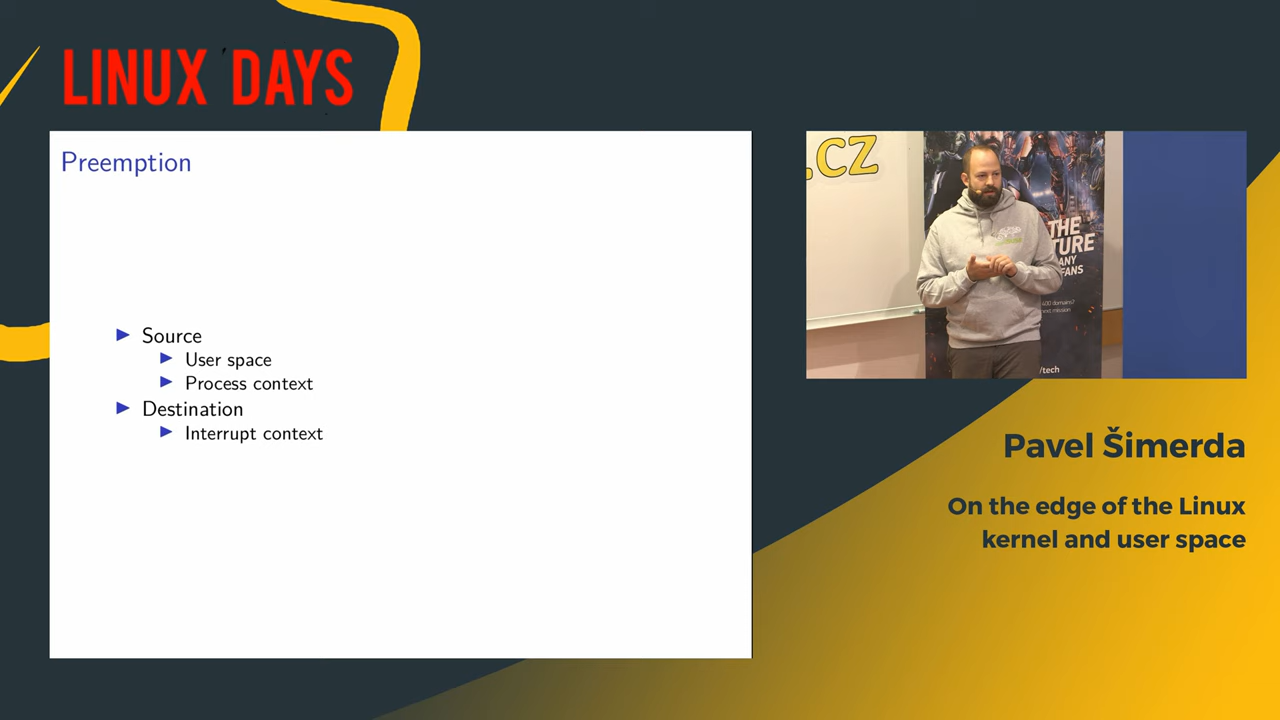 LINUX DAYS
Preemption
Source
User space
Process context
Destination
Interrupt context
.CZ
THE
TURE
ANY
FANS
/tech
Pavel Šimerda
On the edge of the Linux
kernel and user space